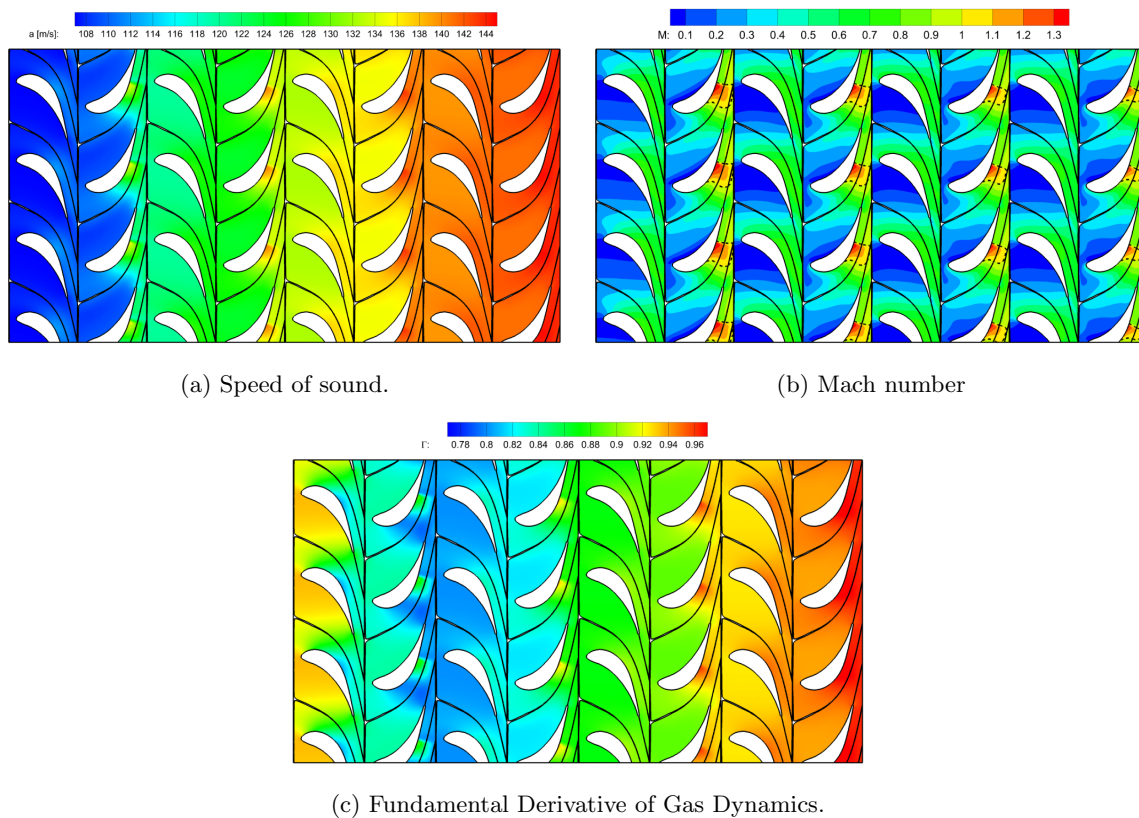 a [m/s]: 108 110 112 114 116 118 120 122 124 126 128 130 132 134 136 138 140 142 144
M: 0.1 0.2 0.3 0.4 0.5 0.6 0.7 0.8 0.9 1 1.1 1.2 1.3
(a) Speed of sound.
(b) Mach number
Γ: 0.78 0.8 0.82 0.84 0.86 0.88 0.9 0.92 0.94 0.96
(c) Fundamental Derivative of Gas Dynamics.